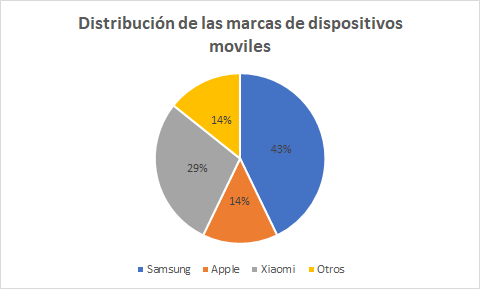 Distribución de las marcas de dispositivos
moviles
14%
43%
29%
14%
Samsung Apple Xiaomi Otros